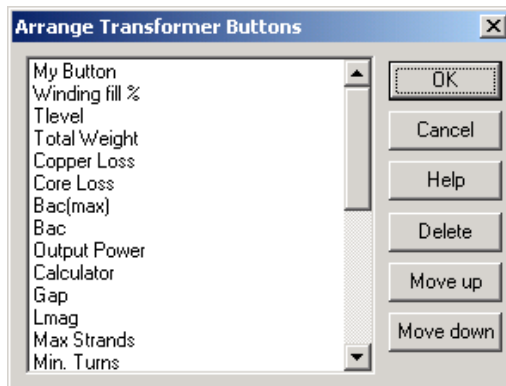 Arrange Transformer Buttons
My Button
Winding fill %
Tlevel
Total Weight
Copper Loss
Core Loss
Bac(max)
Bac
Output Power
Calculator
Gap
Lmag
Max Strands
Min. Turns
OK
Cancel
Help
Delete
Move up
Move down